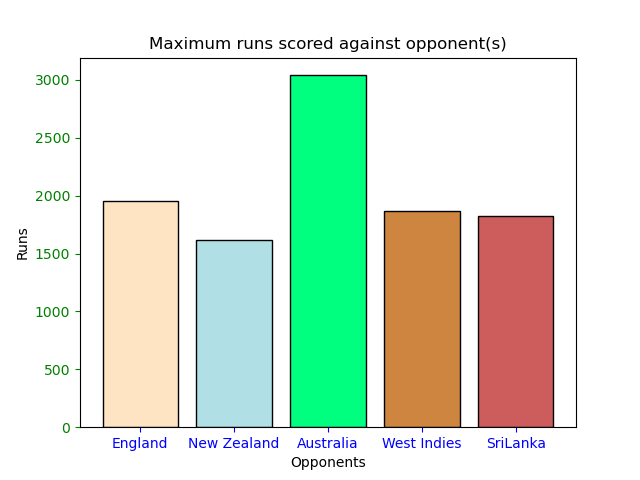 Maximum runs scored against opponent(s)
Runs
3000
2500
2000
1500
1000
500
0
England New Zealand Australia West Indies SriLanka
Opponents